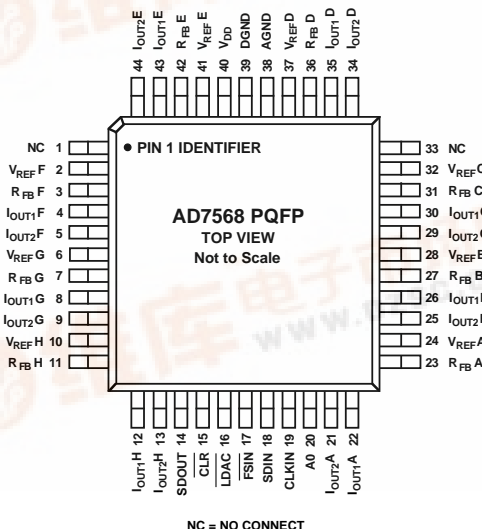 44 IOUT2E
43 IOUT1E
42 RFB E
41 VREF E
40 VDD
39 DGND
38 AGND
37 VREFD
36 RFB D
35 IOUT1 D
34 IOUT2 D
NC 1
VREF F 2
RFB F 3
IOUT1F 4
IOUT2F 5
VREFG 6
RFB G 7
IOUT1G 8
IOUT2G 9
VREFH 10
RFB H 11
PIN 1 IDENTIFIER
AD7568 PQFP
TOP VIEW
Not to Scale
33 NC
32 VREFC
31 RFB C
30 IOUT1
29 IOUT2
28 VREFB
27 RFB B
26 IOUT1
25 IOUT2
24 VREFA
23 RFB A
IOUT1H 12
IOUT2H 13
SDOUT 14
CLR 15
LDAC 16
FSIN 17
SDIN 18
CLKIN 19
A0 20
IOUT2A 21
IOUT1A 22
NC = NO CONNECT